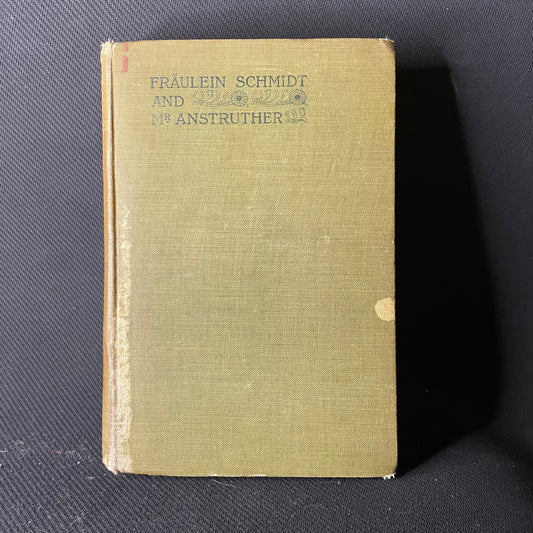 FRÄULEIN SCHMIDT
AND
MR ANSTRUTHER